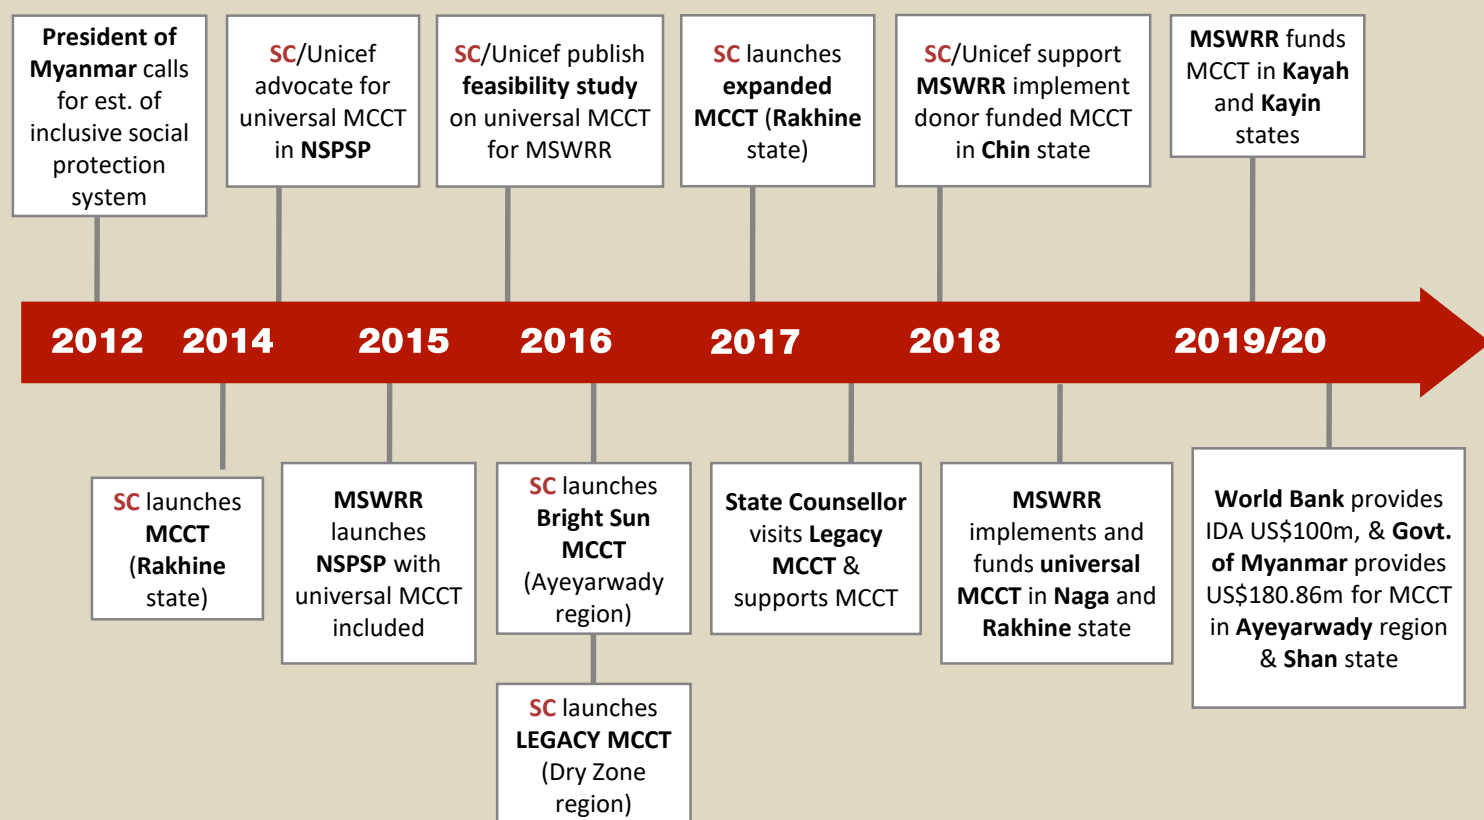 President of
Myanmar calls
for est. of
inclusive social
protection
system
SC/Unicef
advocate for
universal MCCT
in NSPSP
SC/Unicef publish
feasibility study
on universal MCCT
for MSWRR
SC launches
expanded
MCCT (Rakhine
state)
SC/Unicef support
MSWRR implement
donor funded MCCT
in Chin state
MSWRR funds
MCCT in Kayah
and Kayin
states
2012 2014 2015 2016 2017 2018 2019/20
SC launches
MCCT
(Rakhine
state)
MSWRR
launches
NSPSP with
universal MCCT
included
SC launches
Bright Sun
MCCT
(Ayeyarwady
region)
SC launches
LEGACY MCCT
(Dry Zone
region)
State Counsellor
visits Legacy
MCCT &
supports MCCT
MSWRR
implements and
funds universal
MCCT in Naga and
Rakhine state
World Bank provides
IDA US$100m, & Govt.
of Myanmar provides
US$180.86m for MCCT
in Ayeyarwady region
& Shan state